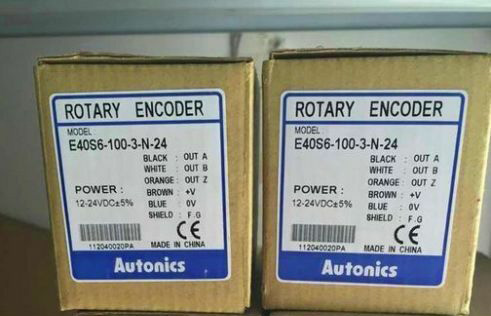 ROTARY ENCODER
MODEL
E40S6-100-3-N-24
BLACK : OUT A
WHITE : OUT B
ORANGE : OUT Z
POWER :
BROWN : +V
12-24VDC±5%
BLUE : 0V
SHIELD : F.G
CE
112040020PA
MADE IN CHINA
Autonics
ROTARY ENCODER
MODEL :
E40S6-100-3-N-24
BLACK : OUT A
WHITE : OUT B
ORANGE : OUT Z
POWER :
BROWN : +V
12-24VDC±5%
BLUE : 0V
SHIELD : F.G
CE
112040020PA
MADE IN CHINA
Autonics